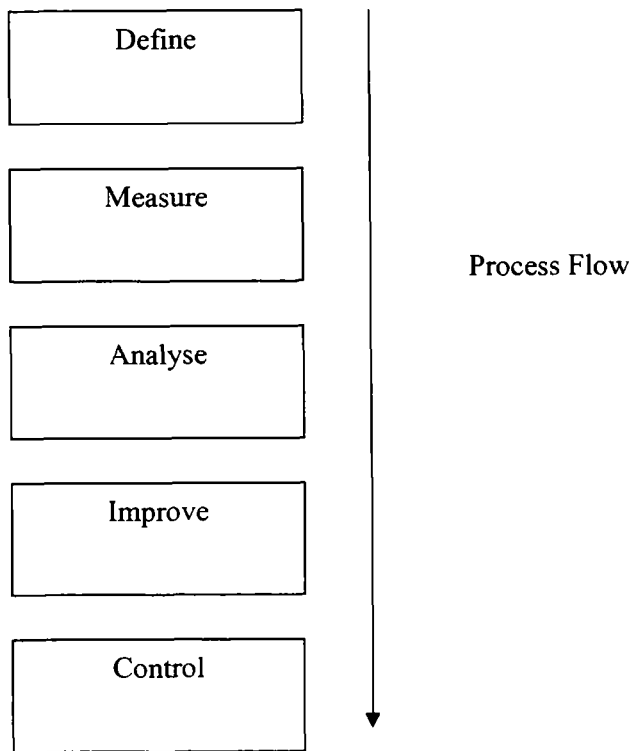 Define
Measure
Process Flow
Analyse
Improve
Control